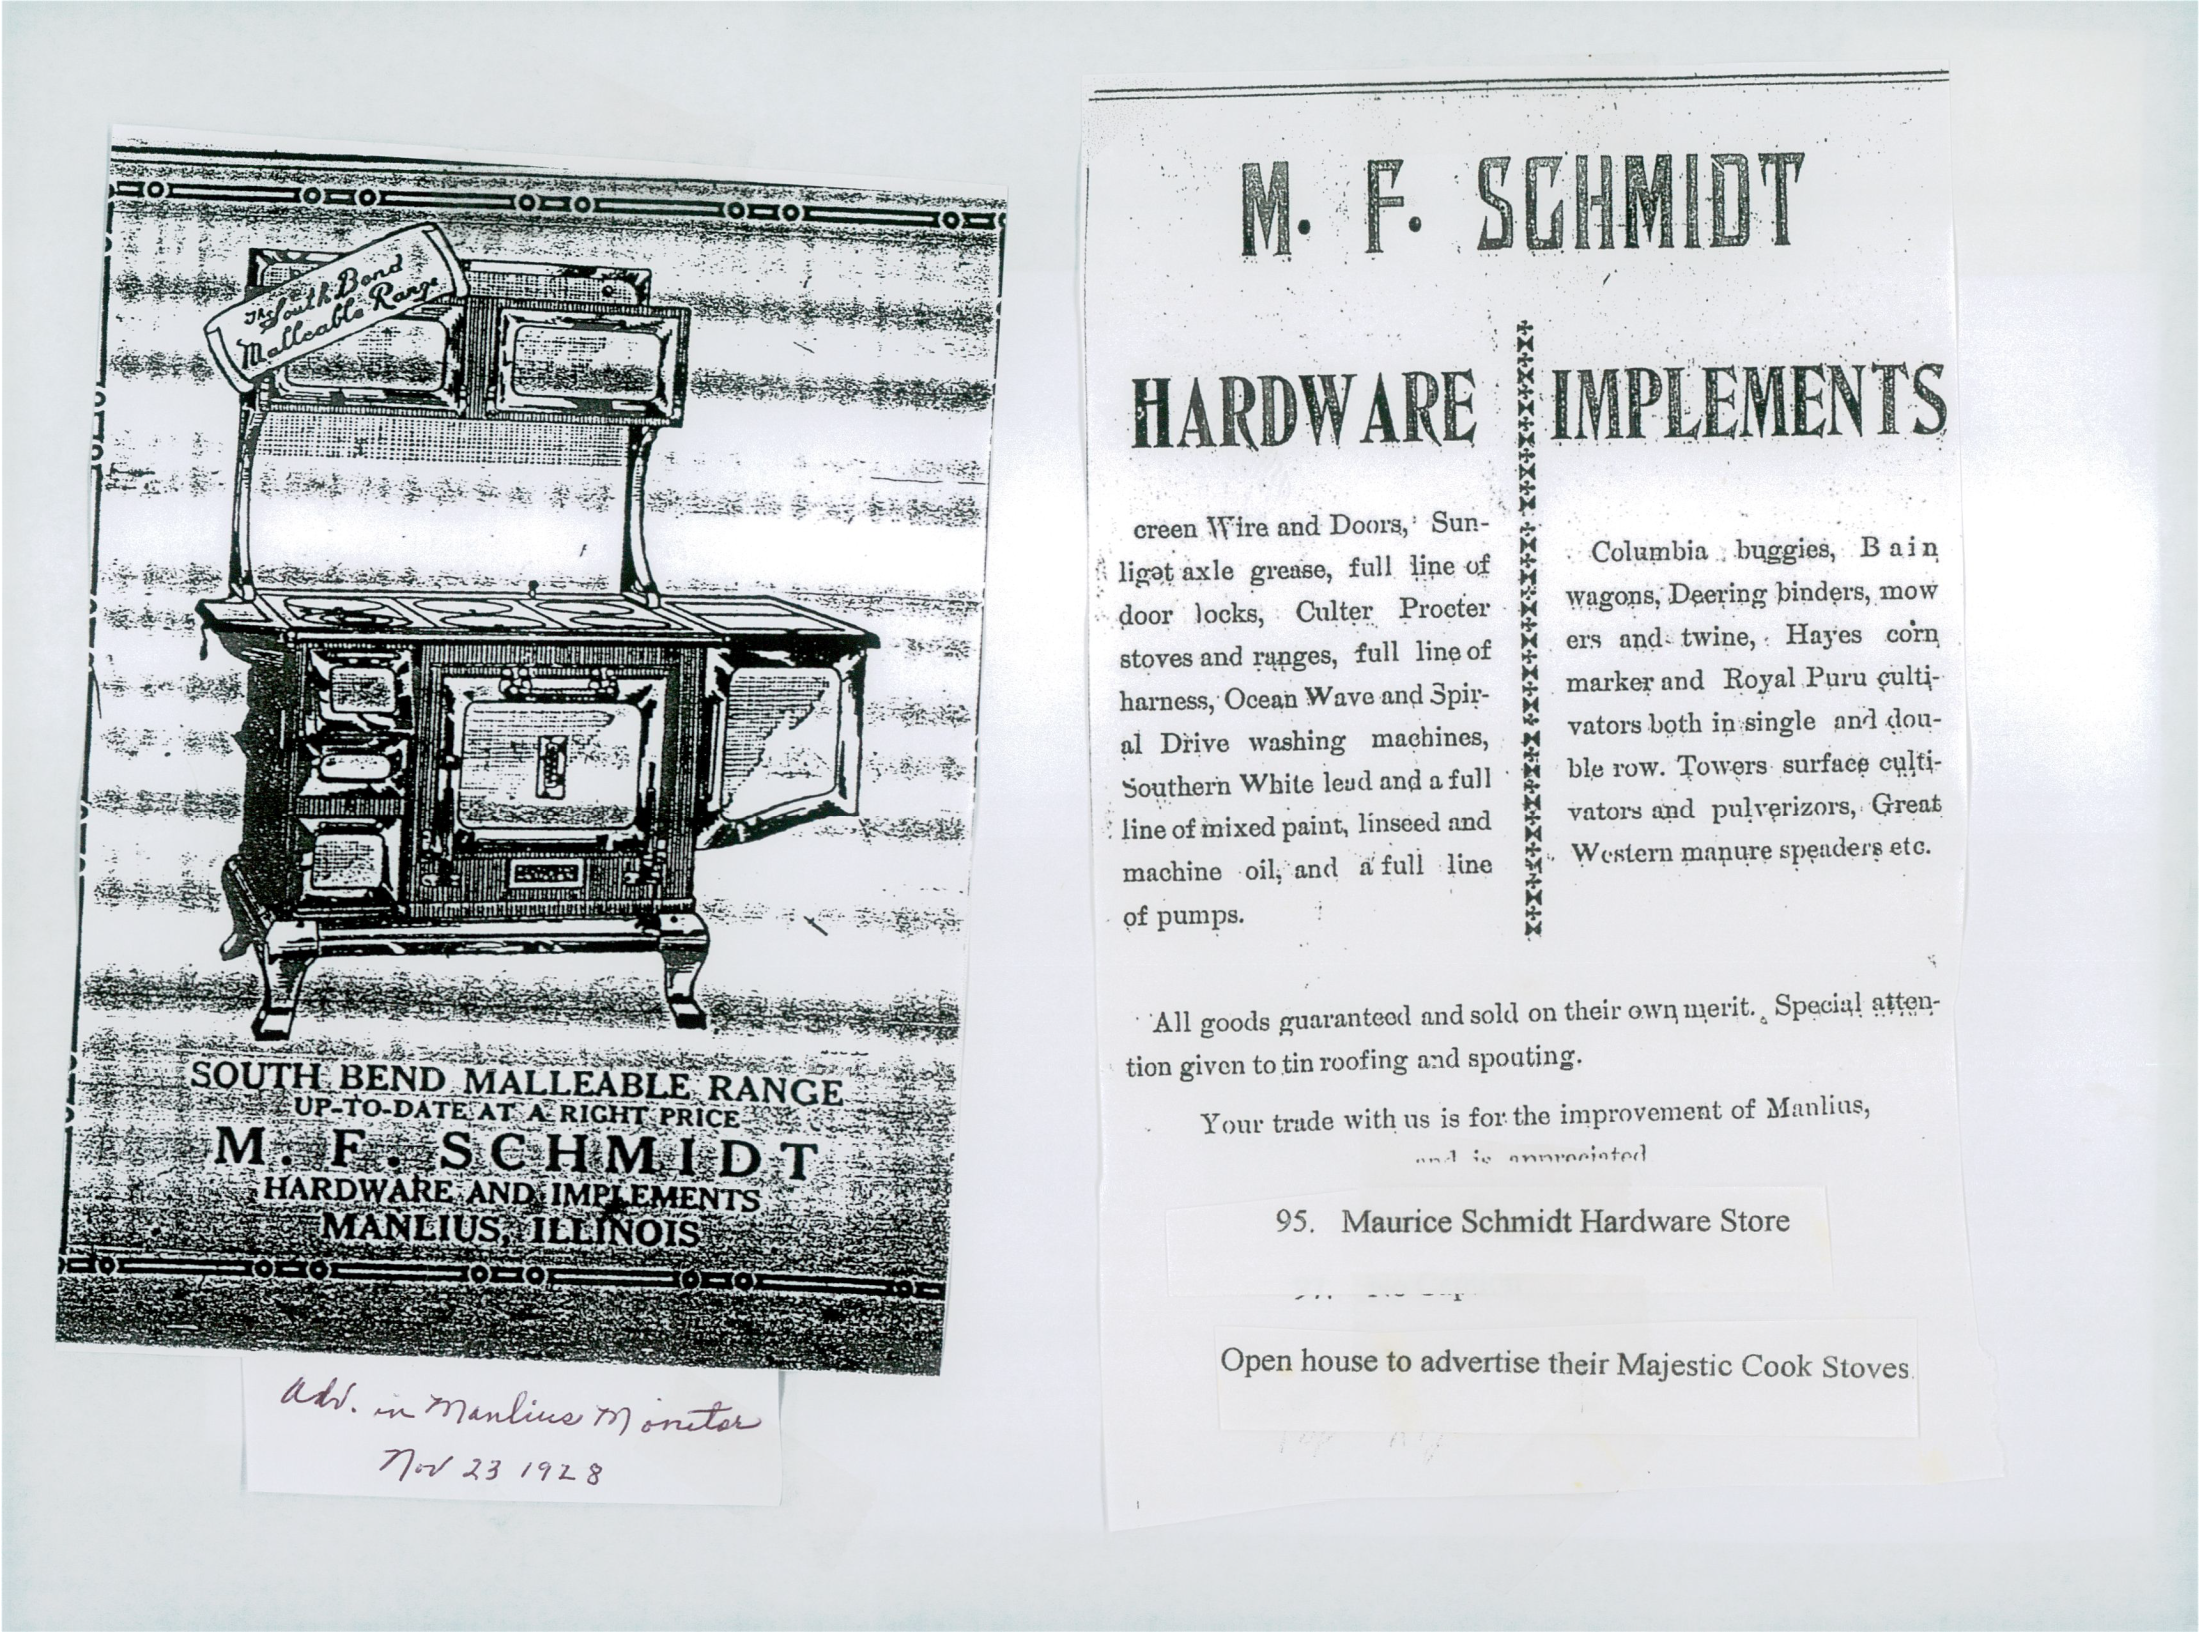 The South Bend
Malleable Range
SOUTH BEND MALLEABLE RANGE
UP-TO-DATE AT A RIGHT PRICE
M. F. SCHMIDT
HARDWARE AND IMPLEMENTS
MANLIUS, ILLINOIS
Adv. in Manlius Monitor
Nov 23 1928
M. F. SCHMIDT
HARDWARE
creen Wire and Doors, Sun-
ligət axle grease, full line of
door locks, Culter Procter
stoves and ranges, full line of
harness, Ocean Wave and Spir-
al Drive washing machines,
Southern White lead and a full
line of mixed paint, linseed and
machine oil, and a full line
of pumps.
IMPLEMENTS
Columbia buggies, Bain
wagons, Deering binders, mow
ers and twine, Hayes corn
marker and Royal Puru culti-
vators both in single and dou-
ble row. Towers surface culti-
vators and pulverizors, Great
Western manure speaders etc.
All goods guaranteed and sold on their own merit. Special atten-
tion given to tin roofing and spouting.
Your trade with us is for the improvement of Manlius,
and is appreciated
95. Maurice Schmidt Hardware Store
Open house to advertise their Majestic Cook Stoves.